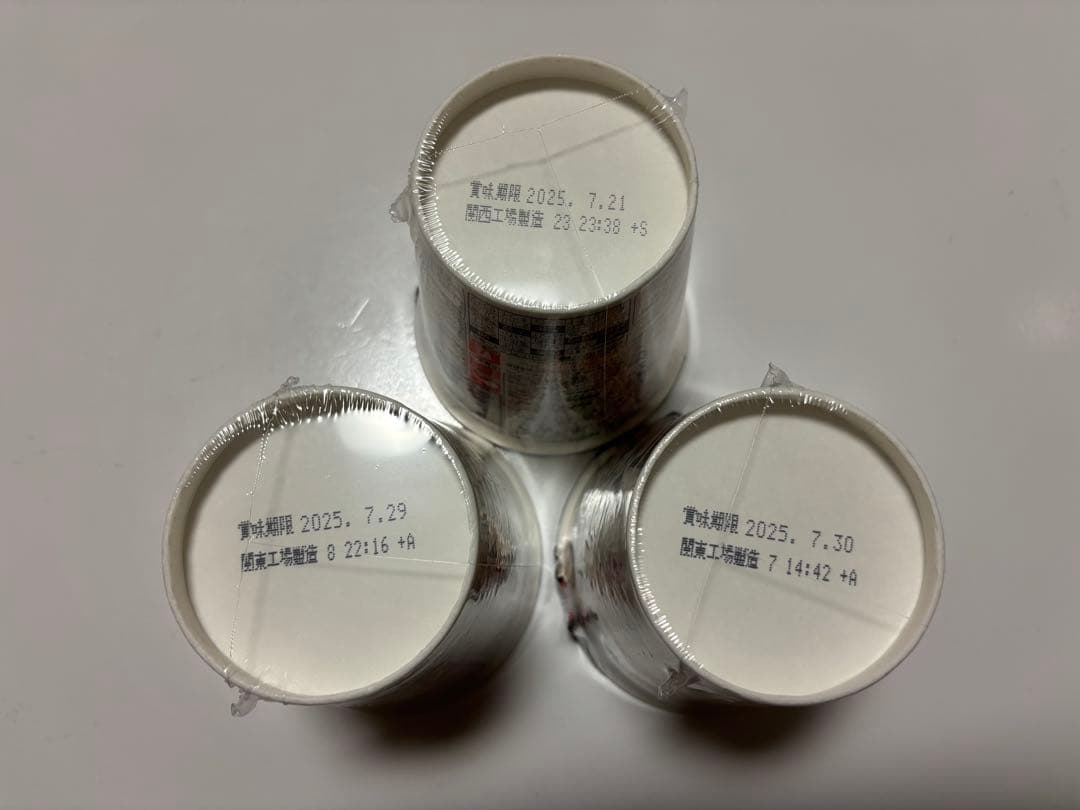 賞味期限 2025. 7.21
関西工場製造 23 23:38 +S
賞味期限 2025. 7.29
関東工場製造 8 22:16 +A
賞味期限 2025. 7.30
関東工場製造 7 14:42 +A